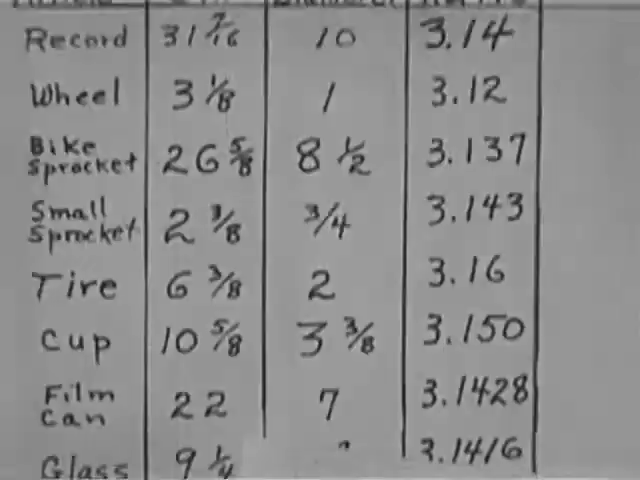 Record 31 7/16 10 3.14
Wheel 3 1/8 1 3.12
Bike
Sprocket 26 5/8 8 1/2 3.137
Small
Sprocket 2 3/8 3/4 3.143
Tire 6 3/8 2 3.16
Cup 10 5/8 3 3/8 3.150
Film
Can 22 7 3.1428
Glass 9 1/4 3.1416